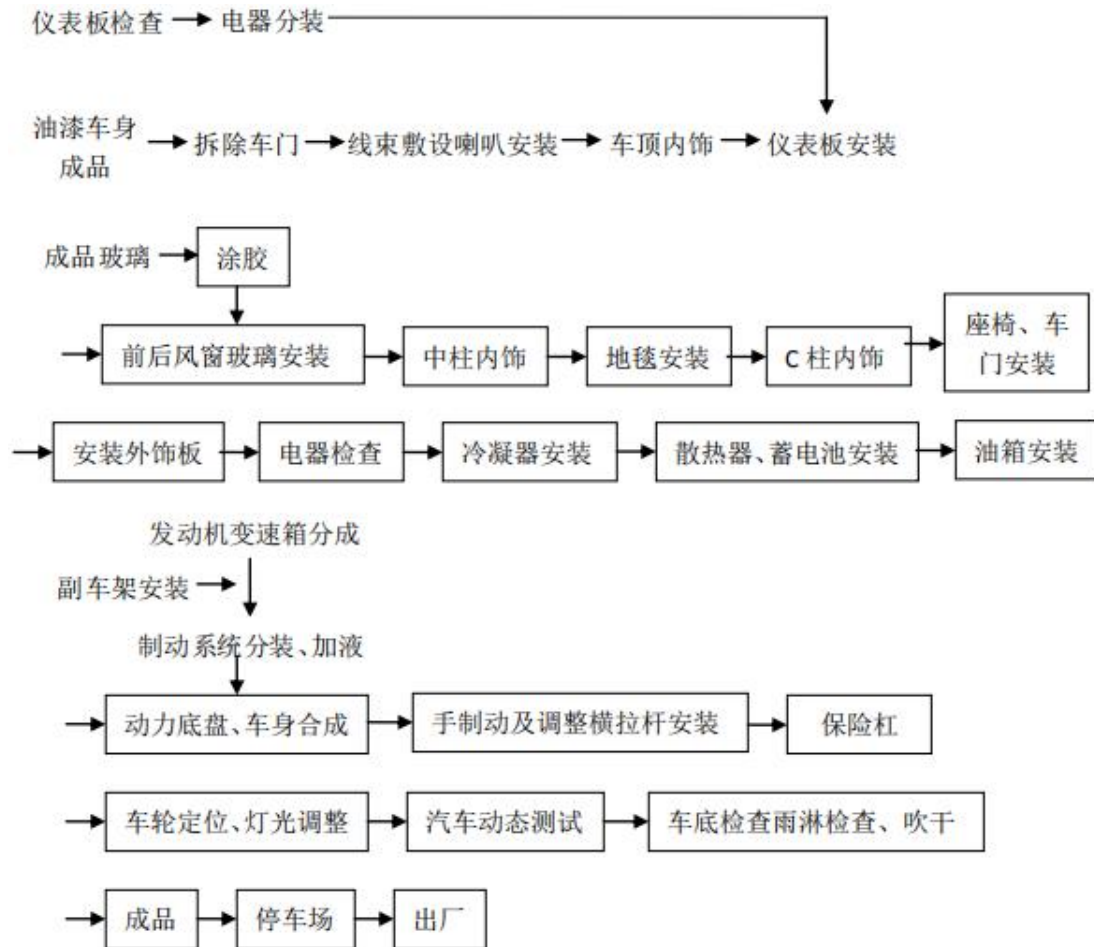 仪表板检查 电器分装
油漆车身
成品
拆除车门 线束敷设喇叭安装 车顶内饰 仪表板安装
成品玻璃 涂胶
前后风窗玻璃安装 中柱内饰 地毯安装 C 柱内饰
座椅、车
门安装
安装外饰板 电器检查 冷凝器安装 散热器、蓄电池安装 油箱安装
发动机变速箱分成
副车架安装
制动系统分装、加液
动力底盘、车身合成 手制动及调整横拉杆安装 保险杠
车轮定位、灯光调整 汽车动态测试 车底检查雨淋检查、吹干
成品 停车场 出厂